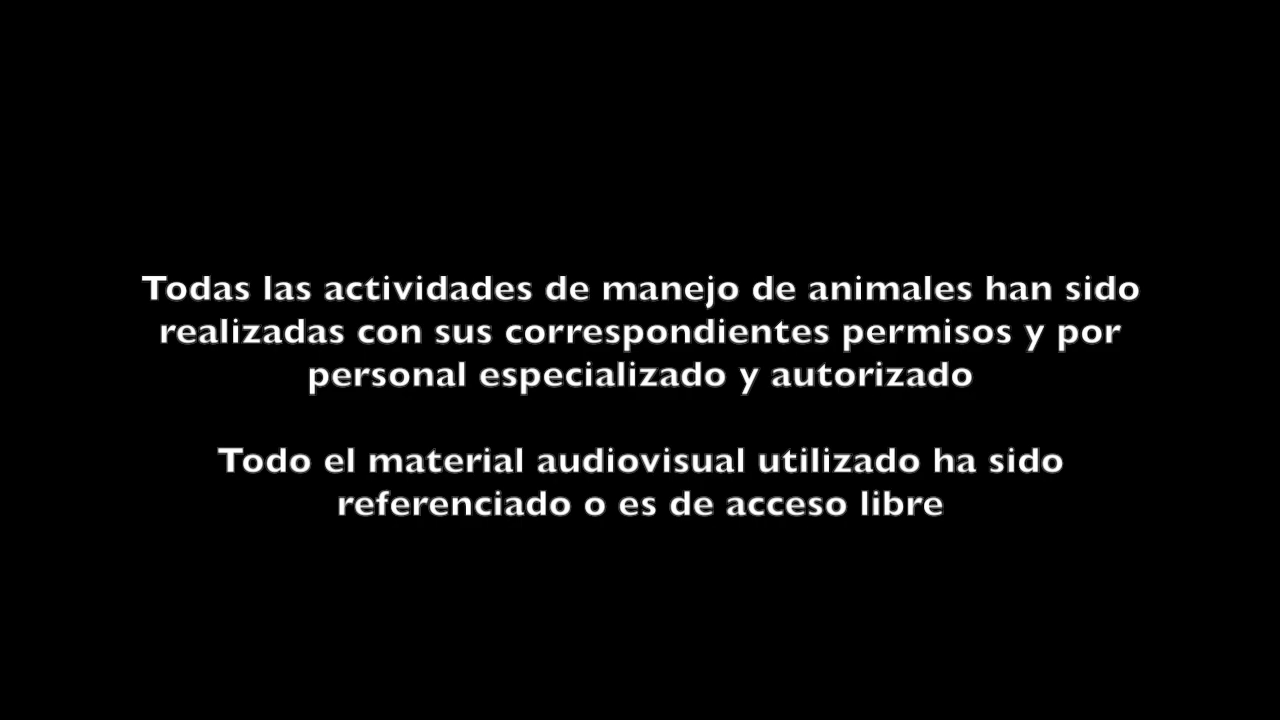 Todas las actividades de manejo de animales han sido
realizadas con sus correspondientes permisos y por
personal especializado y autorizado
Todo el material audiovisual utilizado ha sido
referenciado o es de acceso libre